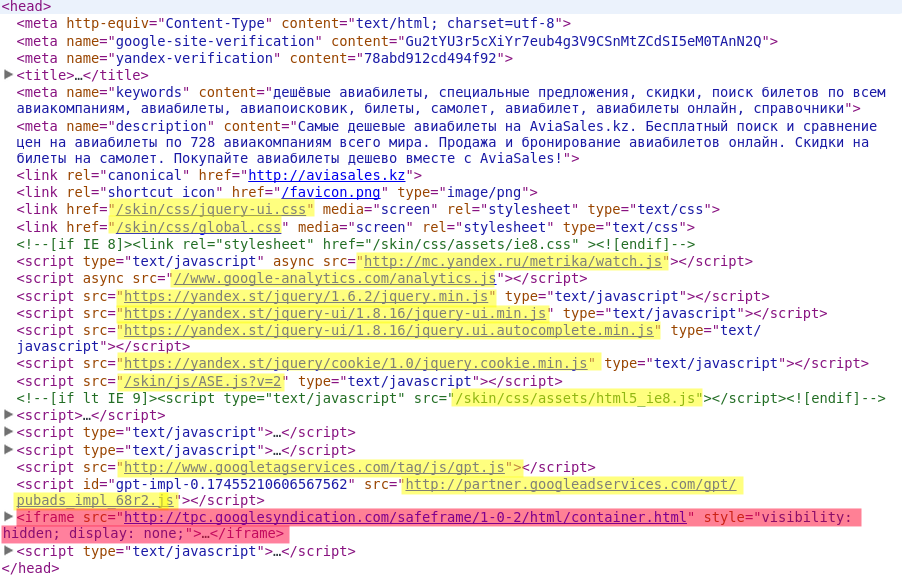 <head>
<meta http-equiv="Content-Type" content="text/html; charset=utf-8">
<meta name="google-site-verification" content="Gu2tYU3r5cXiYr7eub4g3V9CSnMtZCdSI5eM0TAnN2Q">
<meta name="yandex-verification" content="78abd912cd494f92">
▶<title>…</title>
<meta name="keywords" content="дешёвые авиабилеты, специальные предложения, скидки, поиск билетов по всем
авиакомпаниям, авиабилеты, авиапоисковик, билеты, самолет, авиабилет, авиабилеты онлайн, справочники">
<meta name="description" content="Самые дешевые авиабилеты на AviaSales.kz. Бесплатный поиск и сравнение
цен на авиабилеты по 728 авиакомпаниям всего мира. Продажа и бронирование авиабилетов онлайн. Скидки на
билеты на самолет. Покупайте авиабилеты дешево вместе с AviaSales!">
<link rel="canonical" href="http://aviasales.kz">
<link rel="shortcut icon" href="/favicon.png" type="image/png">
<link href="/skin/css/jquery-ui.css" media="screen" rel="stylesheet" type="text/css">
<link href="/skin/css/global.css" media="screen" rel="stylesheet" type="text/css">
<!--[if IE 8]><link rel="stylesheet" href="/skin/css/assets/ie8.css" ><![endif]-->
<script type="text/javascript" async src="http://mc.yandex.ru/metrika/watch.js"></script>
<script async src="//www.google-analytics.com/analytics.js"></script>
<script src="https://yandex.st/jquery/1.6.2/jquery.min.js" type="text/javascript"></script>
<script src="https://yandex.st/jquery-ui/1.8.16/jquery-ui.min.js" type="text/javascript"></script>
<script src="https://yandex.st/jquery-ui/1.8.16/jquery.ui.autocomplete.min.js" type="text/
javascript"></script>
<script src="https://yandex.st/jquery/cookie/1.0/jquery.cookie.min.js" type="text/javascript"></script>
<script src="/skin/js/ASE.js?v=2" type="text/javascript"></script>
<!--[if lt IE 9]><script type="text/javascript" src="/skin/css/assets/html5_ie8.js"></script><![endif]-->
▶<script>…</script>
▶<script type="text/javascript">…</script>
▶<script type="text/javascript">…</script>
<script src="http://www.googletagservices.com/tag/js/gpt.js"></script>
<script id="gpt-impl-0.17455210606567562" src="http://partner.googleadservices.com/gpt/
pubads_impl_68r2.js"></script>
▶<iframe src="http://tpc.googlesyndication.com/safeframe/1-0-2/html/container.html" style="visibility:
hidden; display: none;">…</iframe>
▶<script type="text/javascript">…</script>
</head>